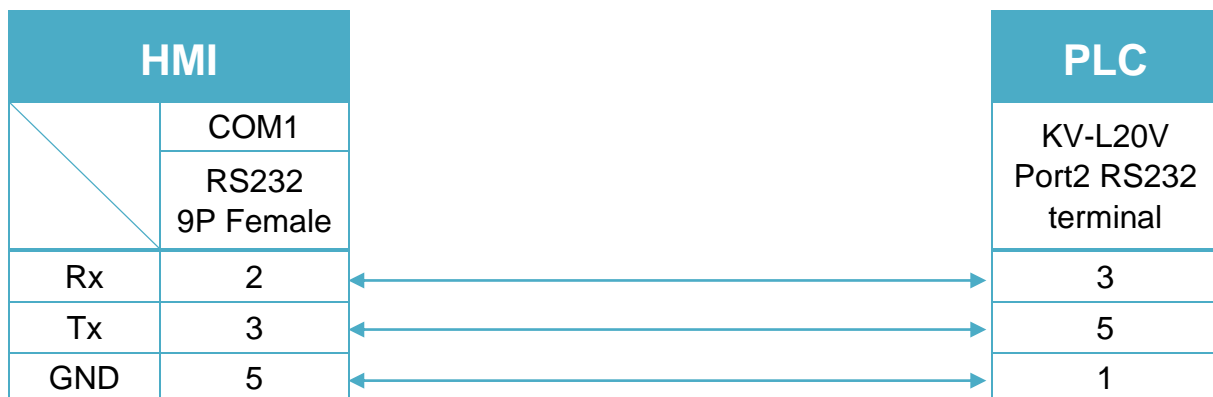 HMI
PLC
COM1
RS232
9P Female
KV-L20V
Port2 RS232
terminal
Rx 2 3
Tx 3 5
GND 5 1